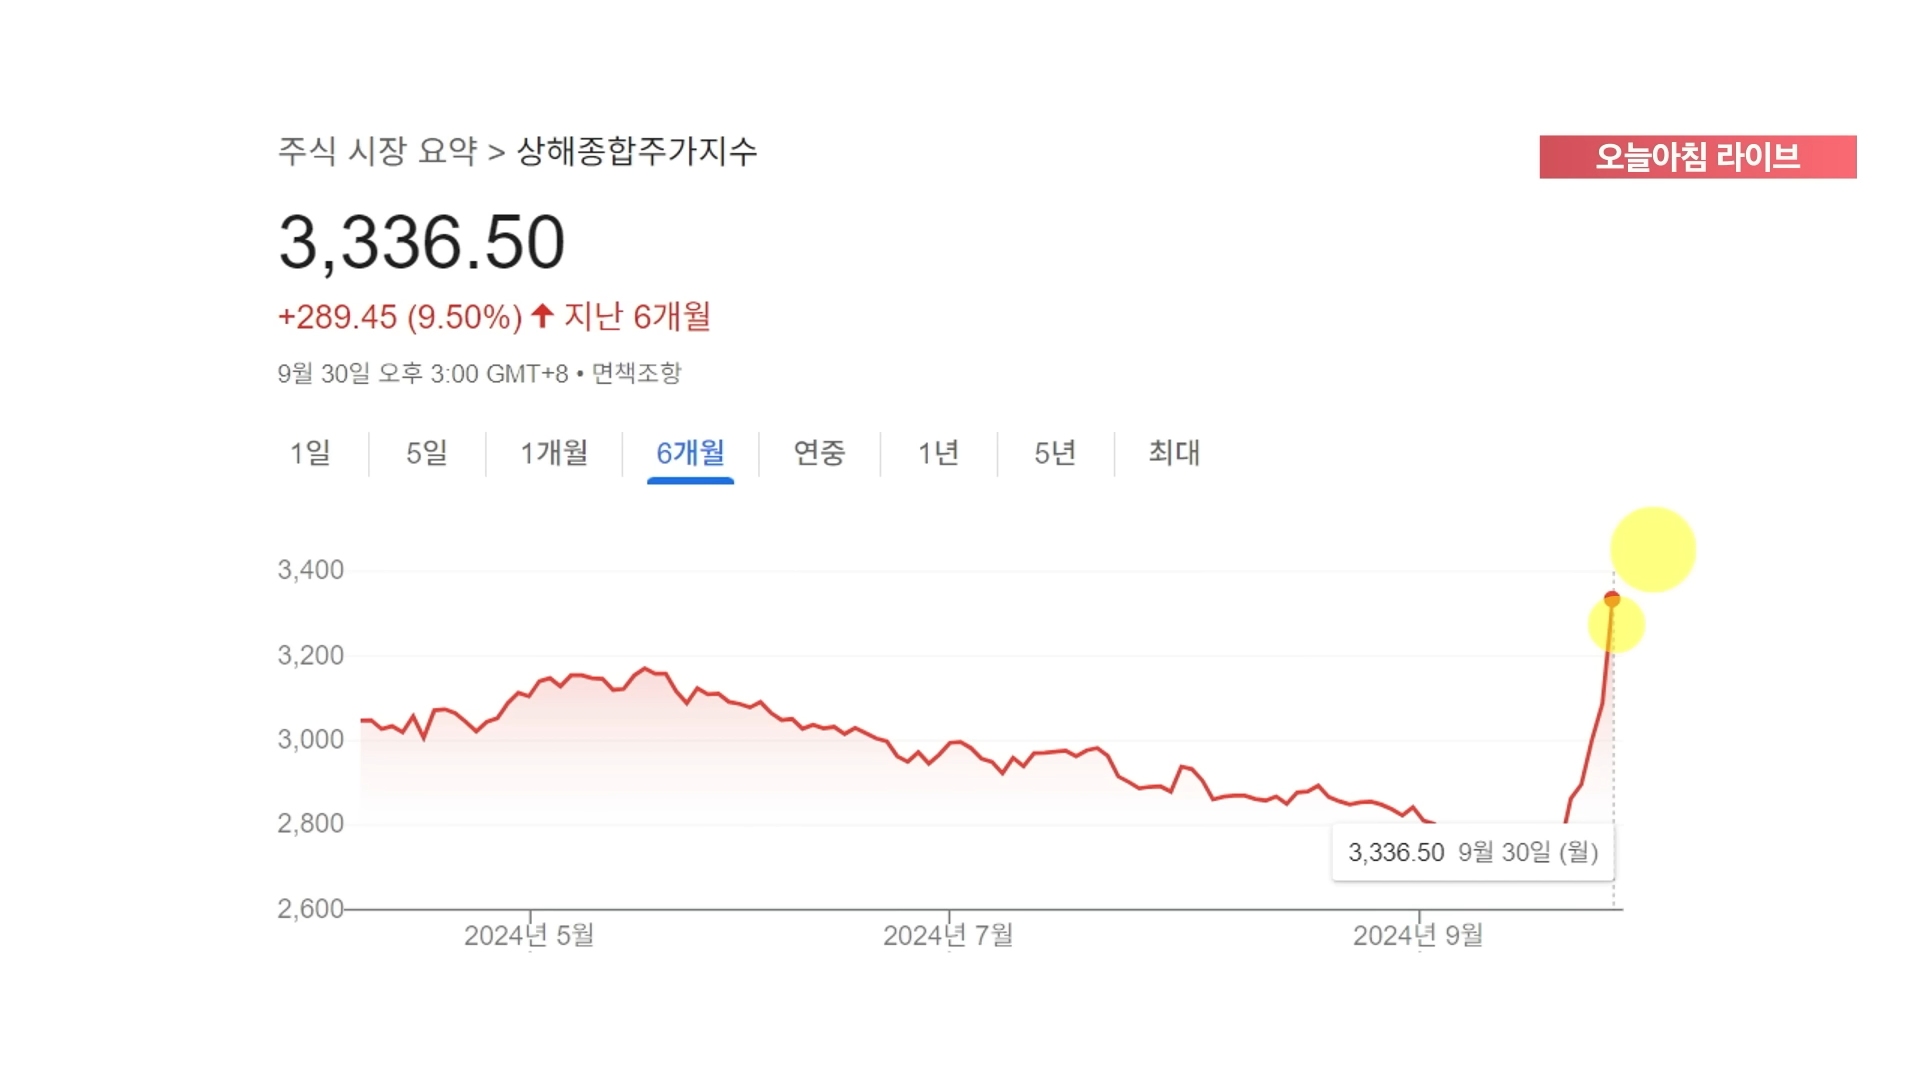 주식 시장 요약 > 상해종합주가지수
오늘아침 라이브
3,336.50
+289.45 (9.50%) ↑ 지난 6개월
9월 30일 오후 3:00 GMT+8 • 면책조항
1일 5일 1개월 6개월 연중 1년 5년 최대
3,400
3,200
3,000
2,800
3,336.50 9월 30일 (월)
2,600
2024년 5월 2024년 7월 2024년 9월